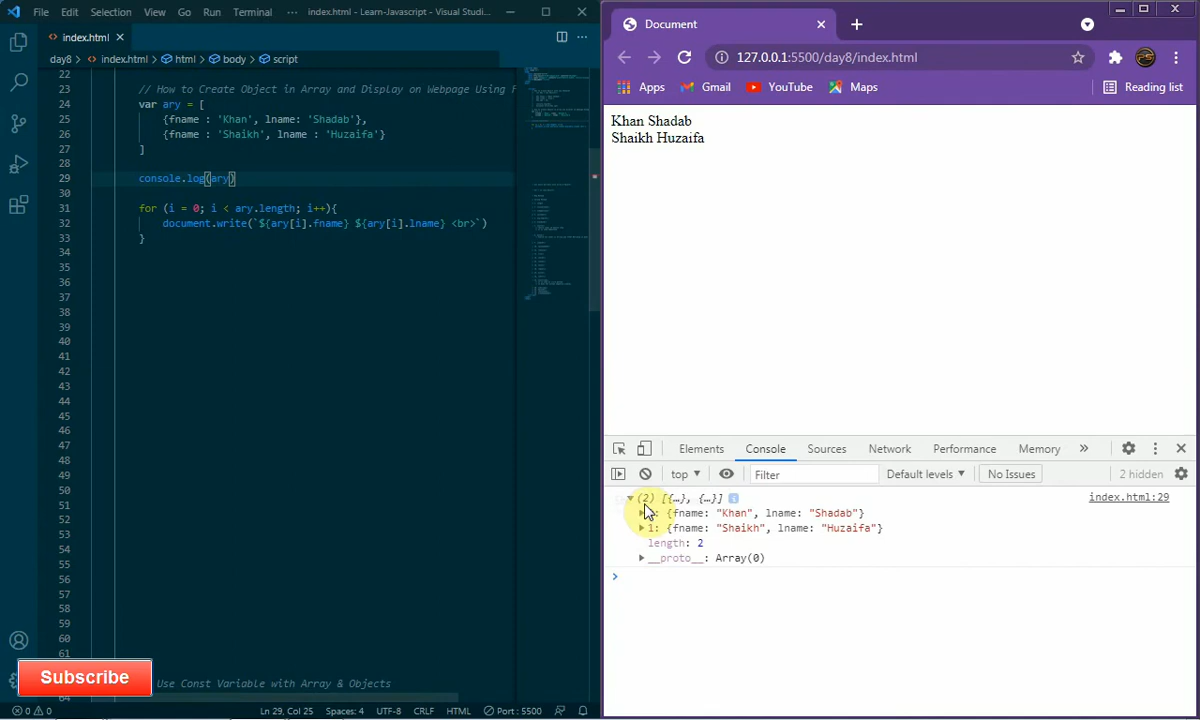 File Edit Selection View Go Run Terminal ··· index.html - Learn-Javascript - Visual Studi...
index.html
day8 > index.html > html > body > script
22
23 // How to Create Object in Array and Display on Webpage Using F
24 var ary = [
25 {fname : 'Khan', lname: 'Shadab'},
26 {fname : 'Shaikh', lname : 'Huzaifa'}
27 ]
28
29 console.log(ary)
30
31 for (i = 0; i < ary.length; i++){
32 document.write(`${ary[i].fname} ${ary[i].lname} <br>`)
33 }
34
35
36
37
38
39
40
41
42
43
44
45
46
47
48
49
50
51
52
53
54
55
56
57
58
59
60
61
Use Const Variable with Array & Objects
64
Subscribe
0 0 Ln 29, Col 25 Spaces: 4 UTF-8 CRLF HTML Port : 5500
Document
127.0.0.1:5500/day8/index.html
Apps Gmail YouTube Maps Reading list
Khan Shadab
Shaikh Huzaifa
Elements Console Sources Network Performance Memory »
top Filter Default levels No Issues 2 hidden
(2) [{…}, {…}] index.html:29
: {fname: "Khan", lname: "Shadab"}
1: {fname: "Shaikh", lname: "Huzaifa"}
length: 2
__proto__: Array(0)